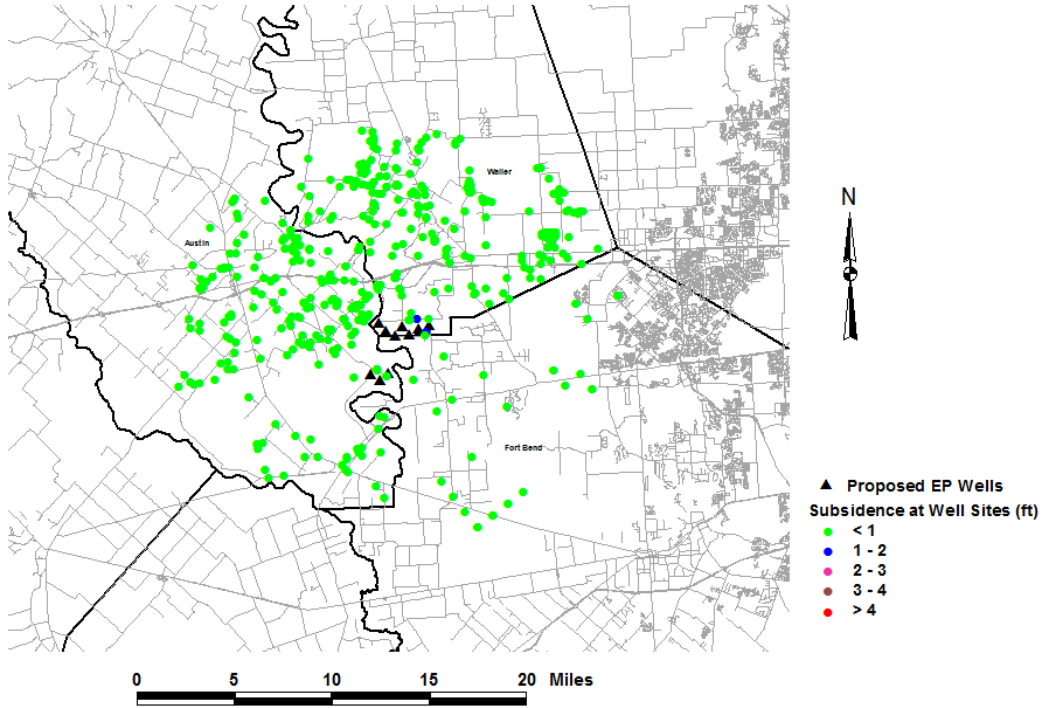 Waller
N
Austin
Fort Bend
Proposed EP Wells
Subsidence at Well Sites (ft)
< 1
1 - 2
2 - 3
3 - 4
> 4
0 5 10 15 20 Miles